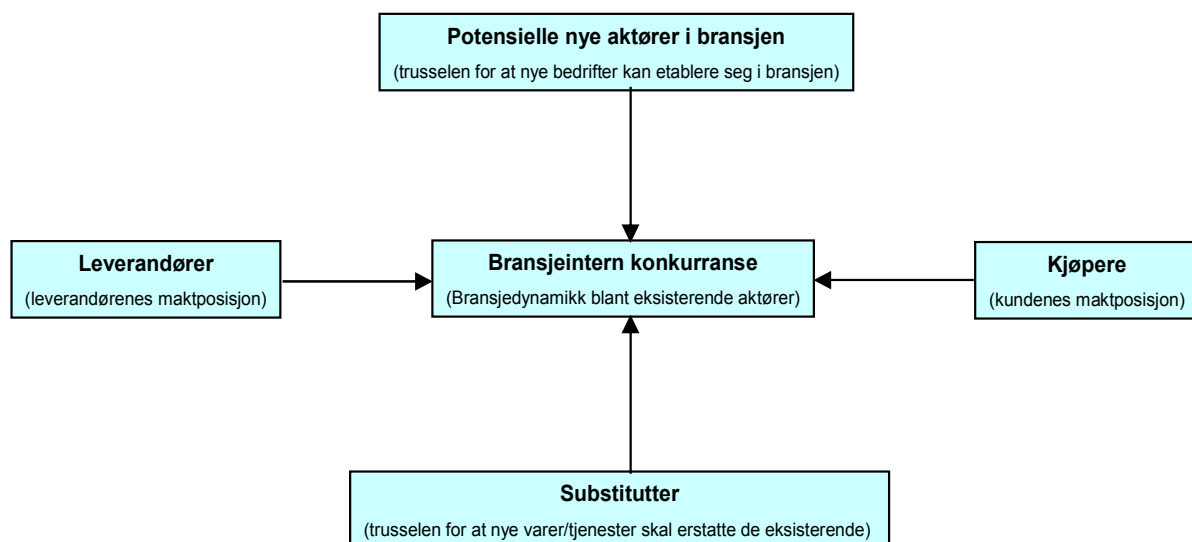 Potensielle nye aktører i bransjen
(trusselen for at nye bedrifter kan etablere seg i bransjen)
Leverandører
(leverandørenes maktposisjon)
Bransjeintern konkurranse
(Bransjedynamikk blant eksisterende aktører)
Kjøpere
(kundenes maktposisjon)
Substitutter
(trusselen for at nye varer/tjenester skal erstatte de eksisterende)